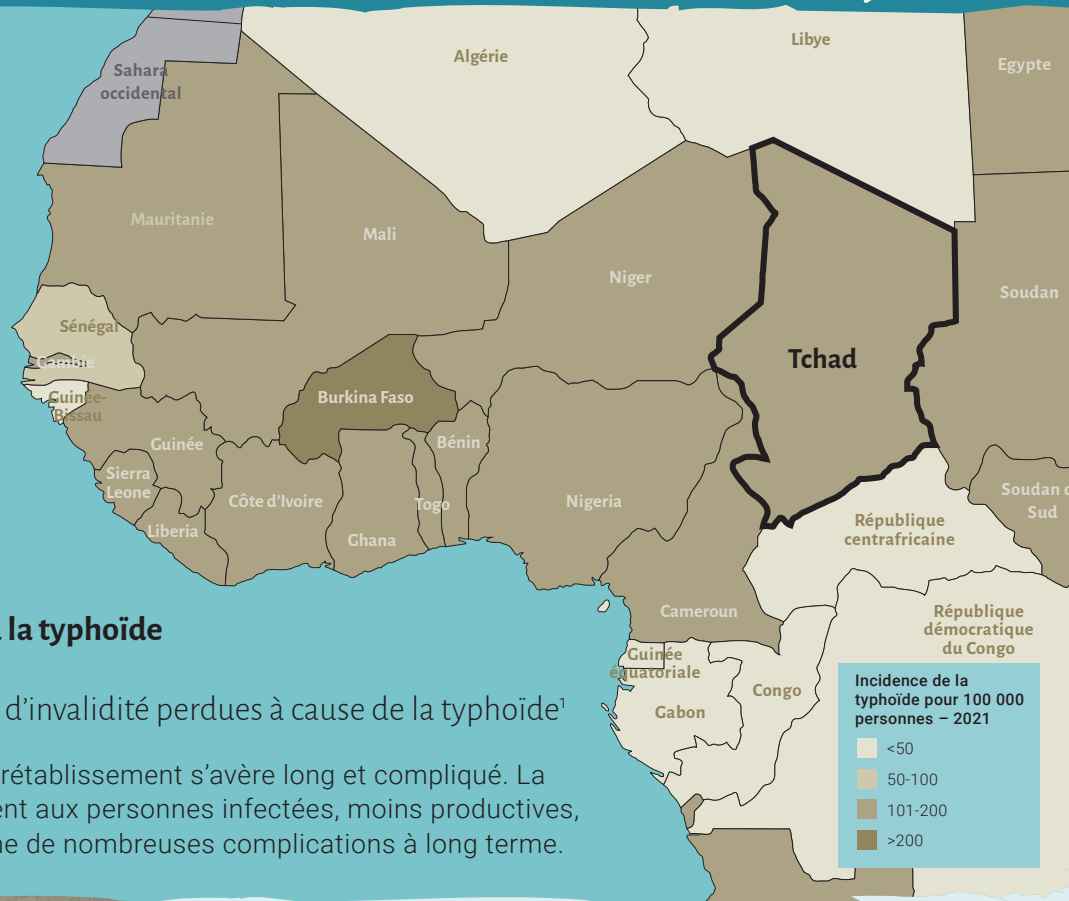 Algérie
Libye
Egypte
Sahara
occidental
Mauritanie
Mali
Niger
Soudan
Sénégal
Gambie
Guinée-
Bissau
Tchad
Burkina Faso
Guinée
Bénin
Sierra
Leone
Côte d'Ivoire
Togo
Nigeria
Soudan
Sud
Liberia
Ghana
République
centrafricaine
Cameroun
République
démocratique
du Congo
Guinée
équatoriale
Congo
Gabon
la typhoïde
d'invalidité perdues à cause de la typhoïde¹
rétablissement s'avère long et compliqué. La
aux personnes infectées, moins productives,
de nombreuses complications à long terme.
Incidence de la
typhoïde pour 100 000
personnes – 2021
<50
50-100
101-200
>200